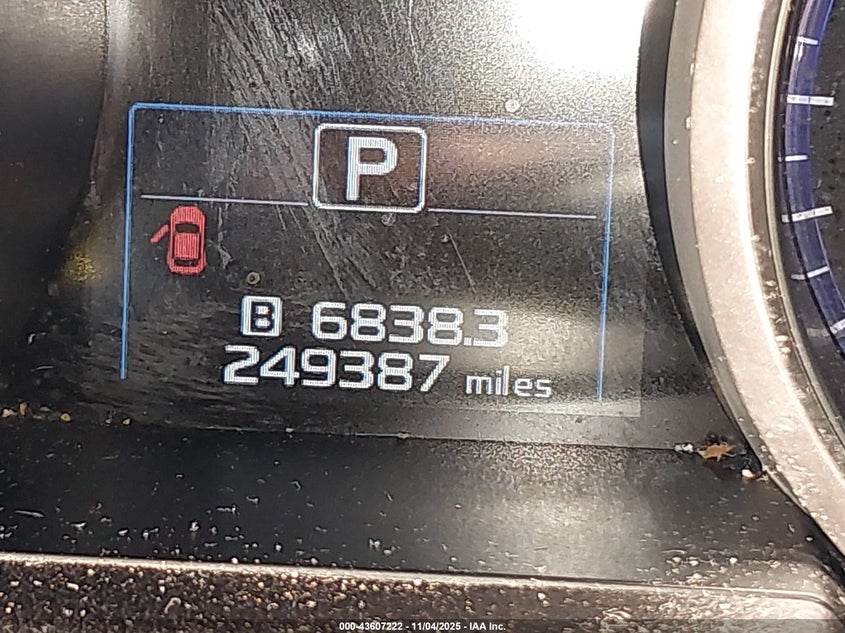 P
B 6838.3
249387 miles
000-43607222 - 11/04/2025 - IAA Inc.